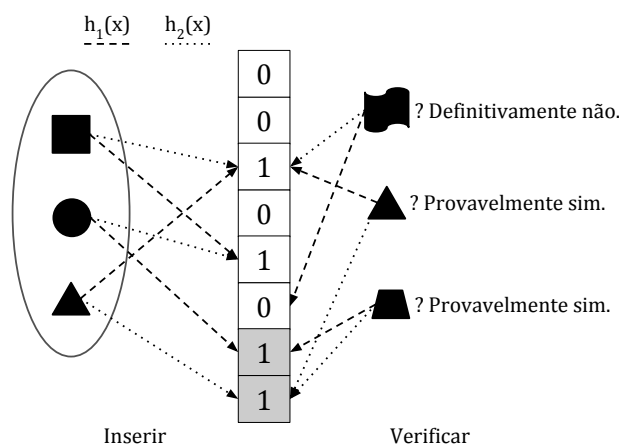 h1(x) h2(x)
0
0
1
0
1
0
1
1
? Definitivamente não.
? Provavelmente sim.
? Provavelmente sim.
Inserir Verificar